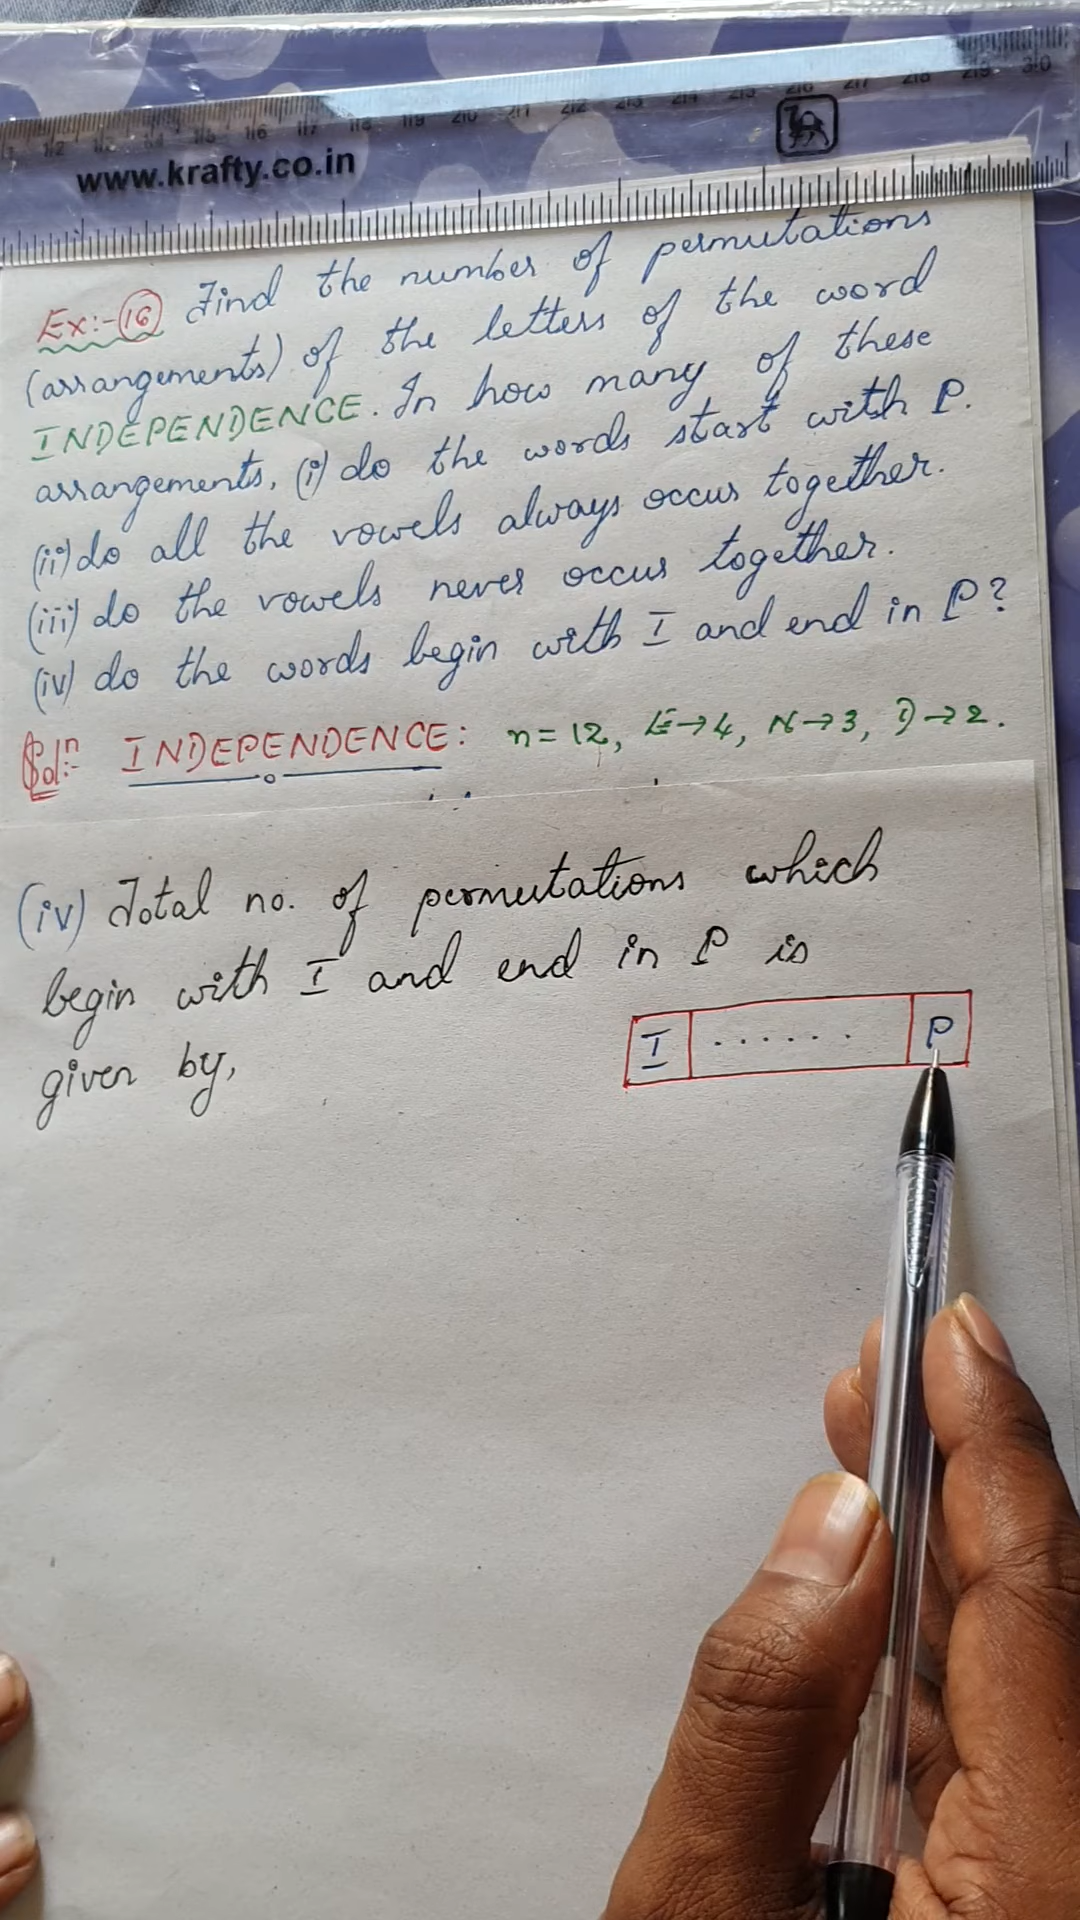 www.krafty.co.in
Ex:- 16 Find the number of permutations
(arrangements) of the letters of the word
INDEPENDENCE. In how many of these
arrangements, (i) do the words start with P.
(ii) do all the vowels always occur together.
(iii) do the vowels never occur together.
(iv) do the words begin with I and end in P?
Solⁿ:- INDEPENDENCE: n=12, E→4, N→3, D→2.
(iv) Total no. of permutations which
begin with I and end in P is
given by,
I ...... P